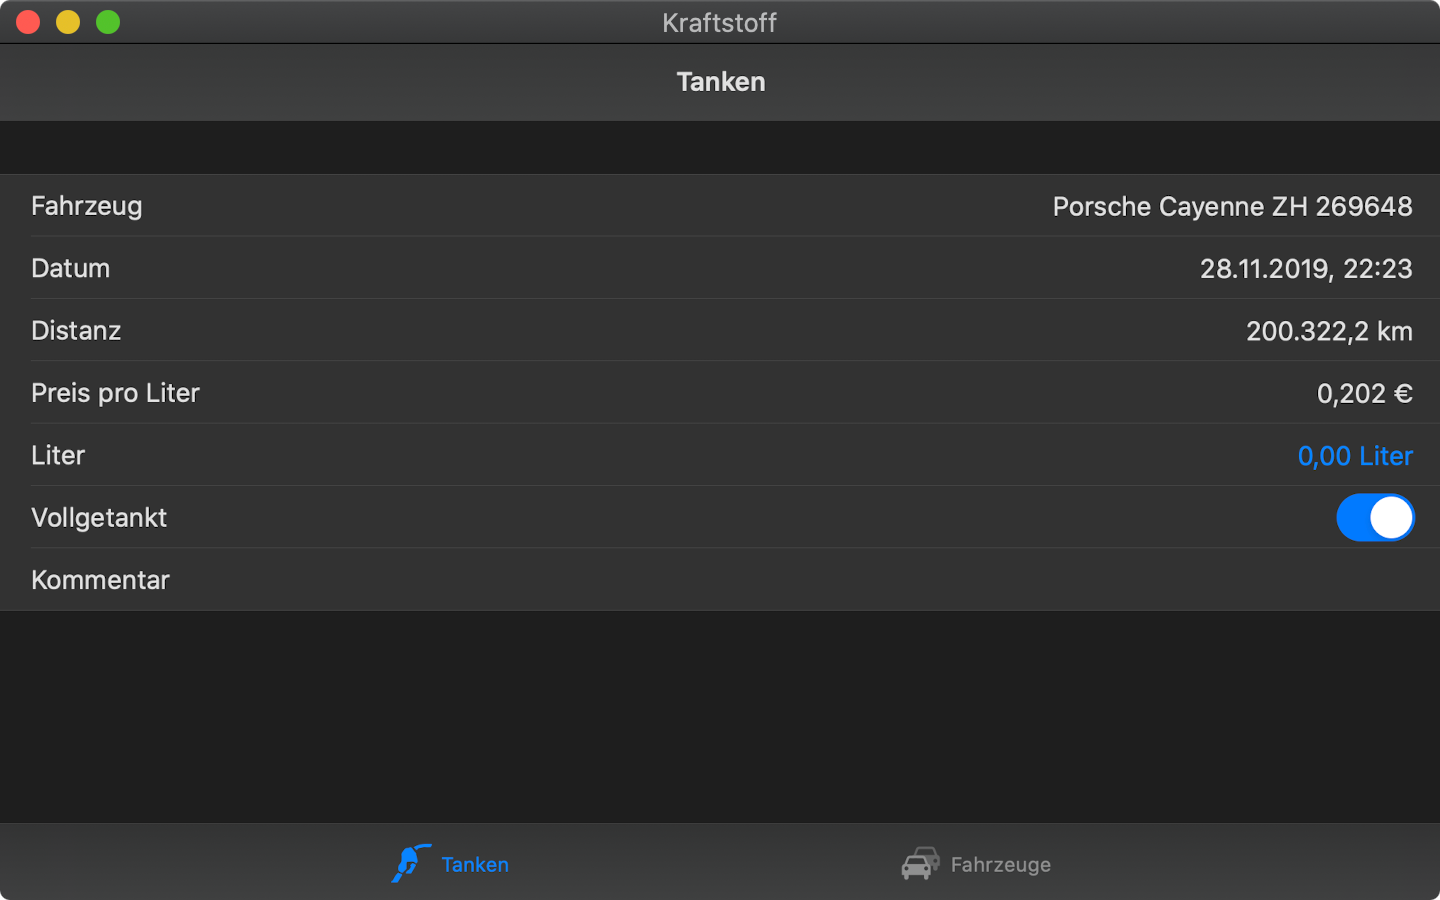 Kraftstoff
Tanken
Fahrzeug Porsche Cayenne ZH 269648
Datum 28.11.2019, 22:23
Distanz 200.322,2 km
Preis pro Liter 0,202 €
Liter 0,00 Liter
Vollgetankt
Kommentar
Tanken Fahrzeuge